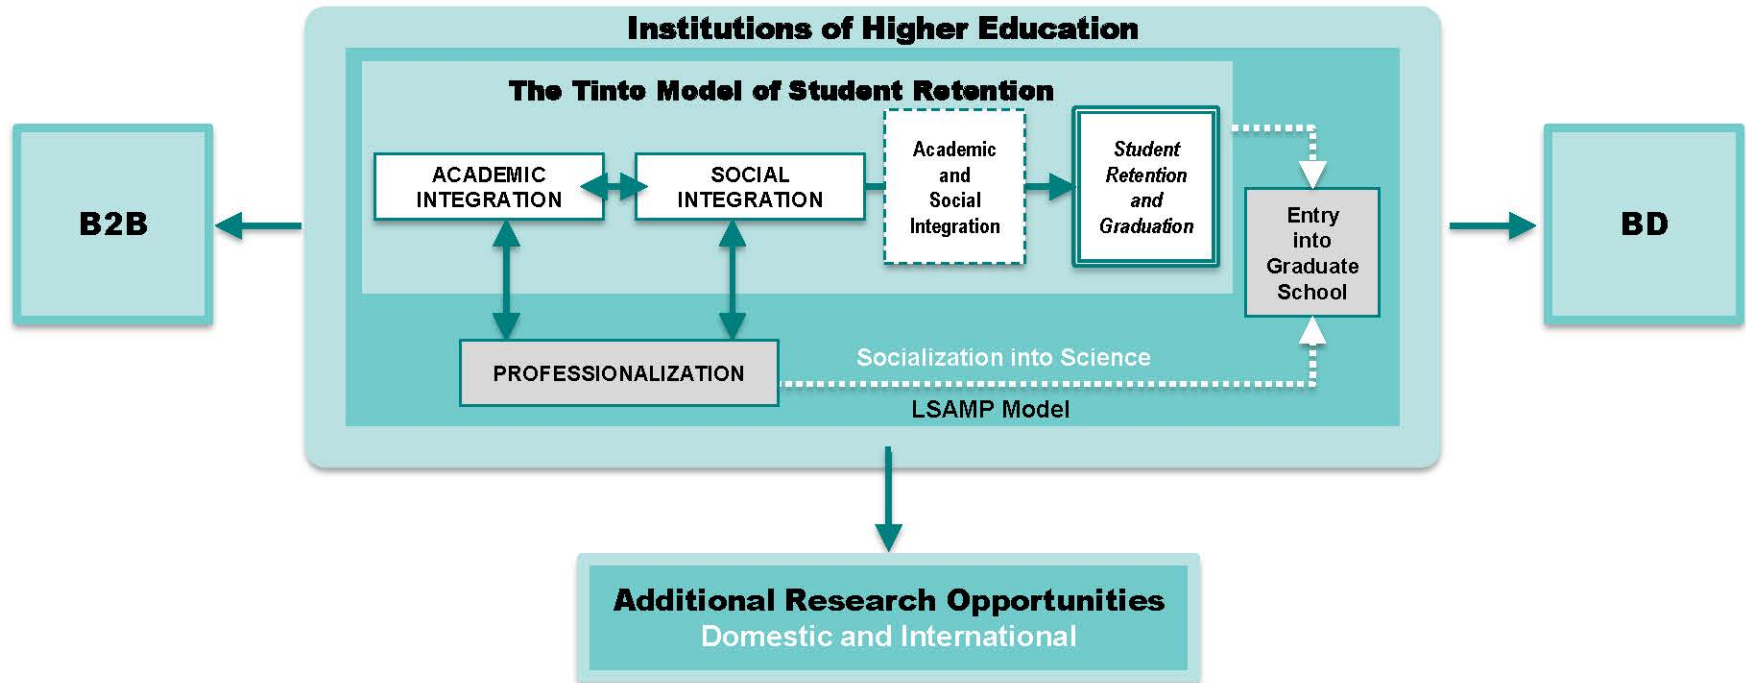 Institutions of Higher Education
The Tinto Model of Student Retention
B2B
ACADEMIC
INTEGRATION
SOCIAL
INTEGRATION
Academic
and
Social
Integration
Student
Retention
and
Graduation
Entry
into
Graduate
School
BD
PROFESSIONALIZATION
Socialization into Science
LSAMP Model
Additional Research Opportunities
Domestic and International